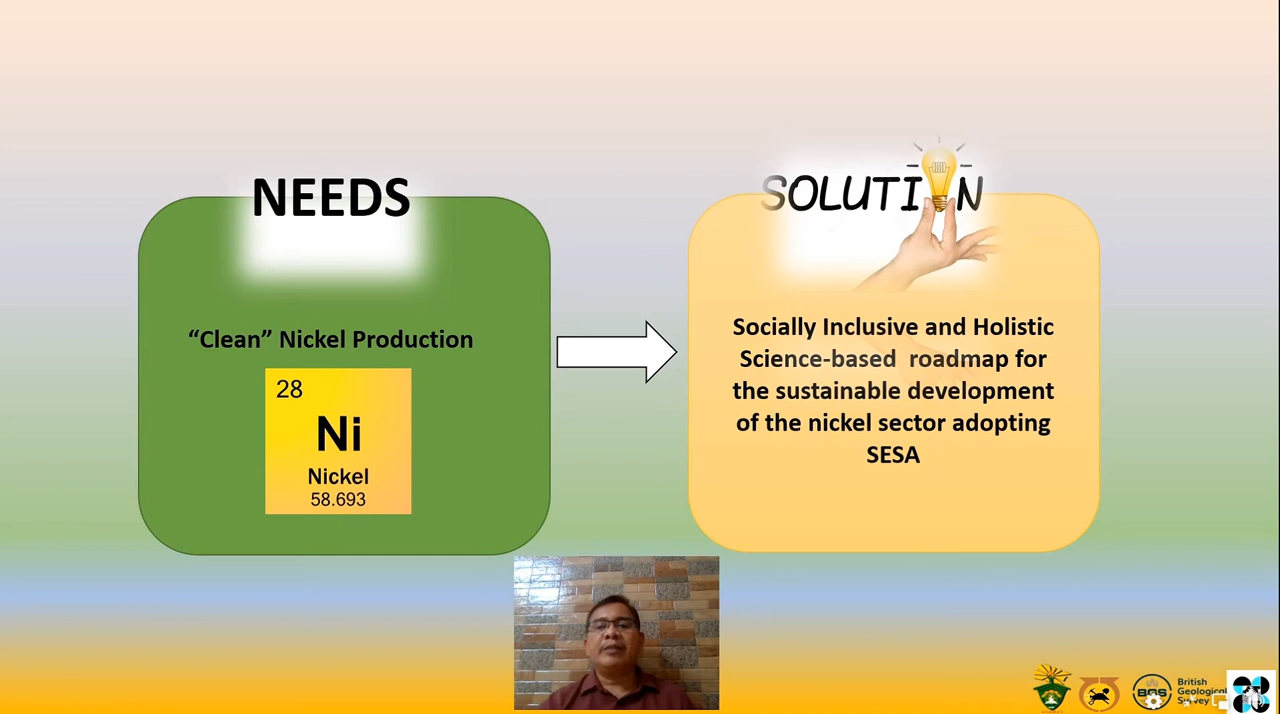 NEEDS
“Clean” Nickel Production
28
Ni
Nickel
58.693
SOLUTION
Socially Inclusive and Holistic
Science-based roadmap for
the sustainable development
of the nickel sector adopting
SESA
BGS
British
Geological
Survey